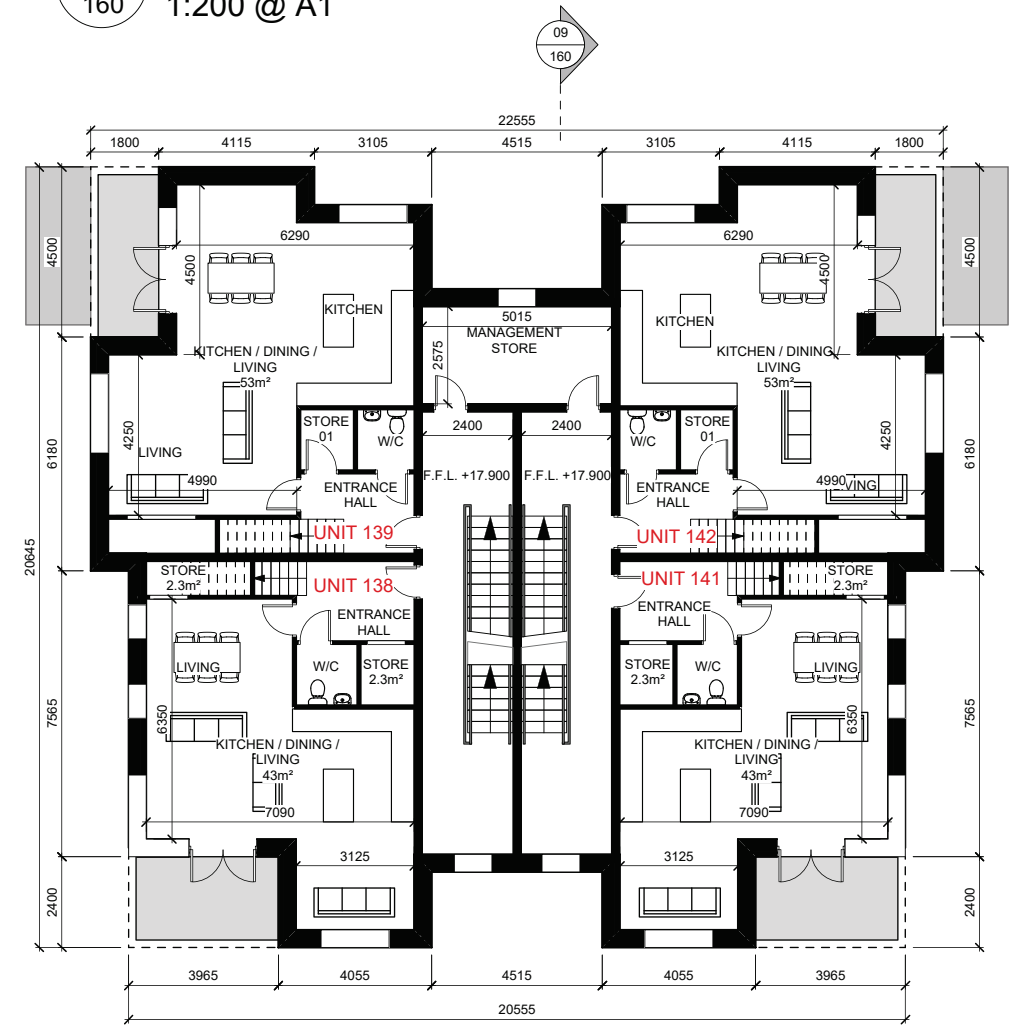 160
1:200 @ A1
09
160
22555
1800
4115
3105
4515
3105
4115
1800
4500
6290
4500
KITCHEN
KITCHEN / DINING /
LIVING
53m²
5015
MANAGEMENT
STORE
2575
6290
4500
KITCHEN
KITCHEN / DINING /
LIVING
53m²
4500
6180
4250
LIVING
4990
STORE
01
W/C
ENTRANCE
HALL
2400
F.F.L. +17.900
2400
F.F.L. +17.900
W/C
STORE
01
ENTRANCE
HALL
4250
4990
VING
6180
20645
UNIT 139
UNIT 142
STORE
2.3m²
UNIT 138
ENTRANCE
HALL
UNIT 141
ENTRANCE
HALL
STORE
2.3m²
LIVING
W/C
STORE
2.3m²
STORE
2.3m²
W/C
LIVING
7565
6350
KITCHEN / DINING /
LIVING
43m²
7090
KITCHEN / DINING /
LIVING
43m²
7090
6350
7565
3125
3125
2400
2400
3965
4055
4515
4055
3965
20555